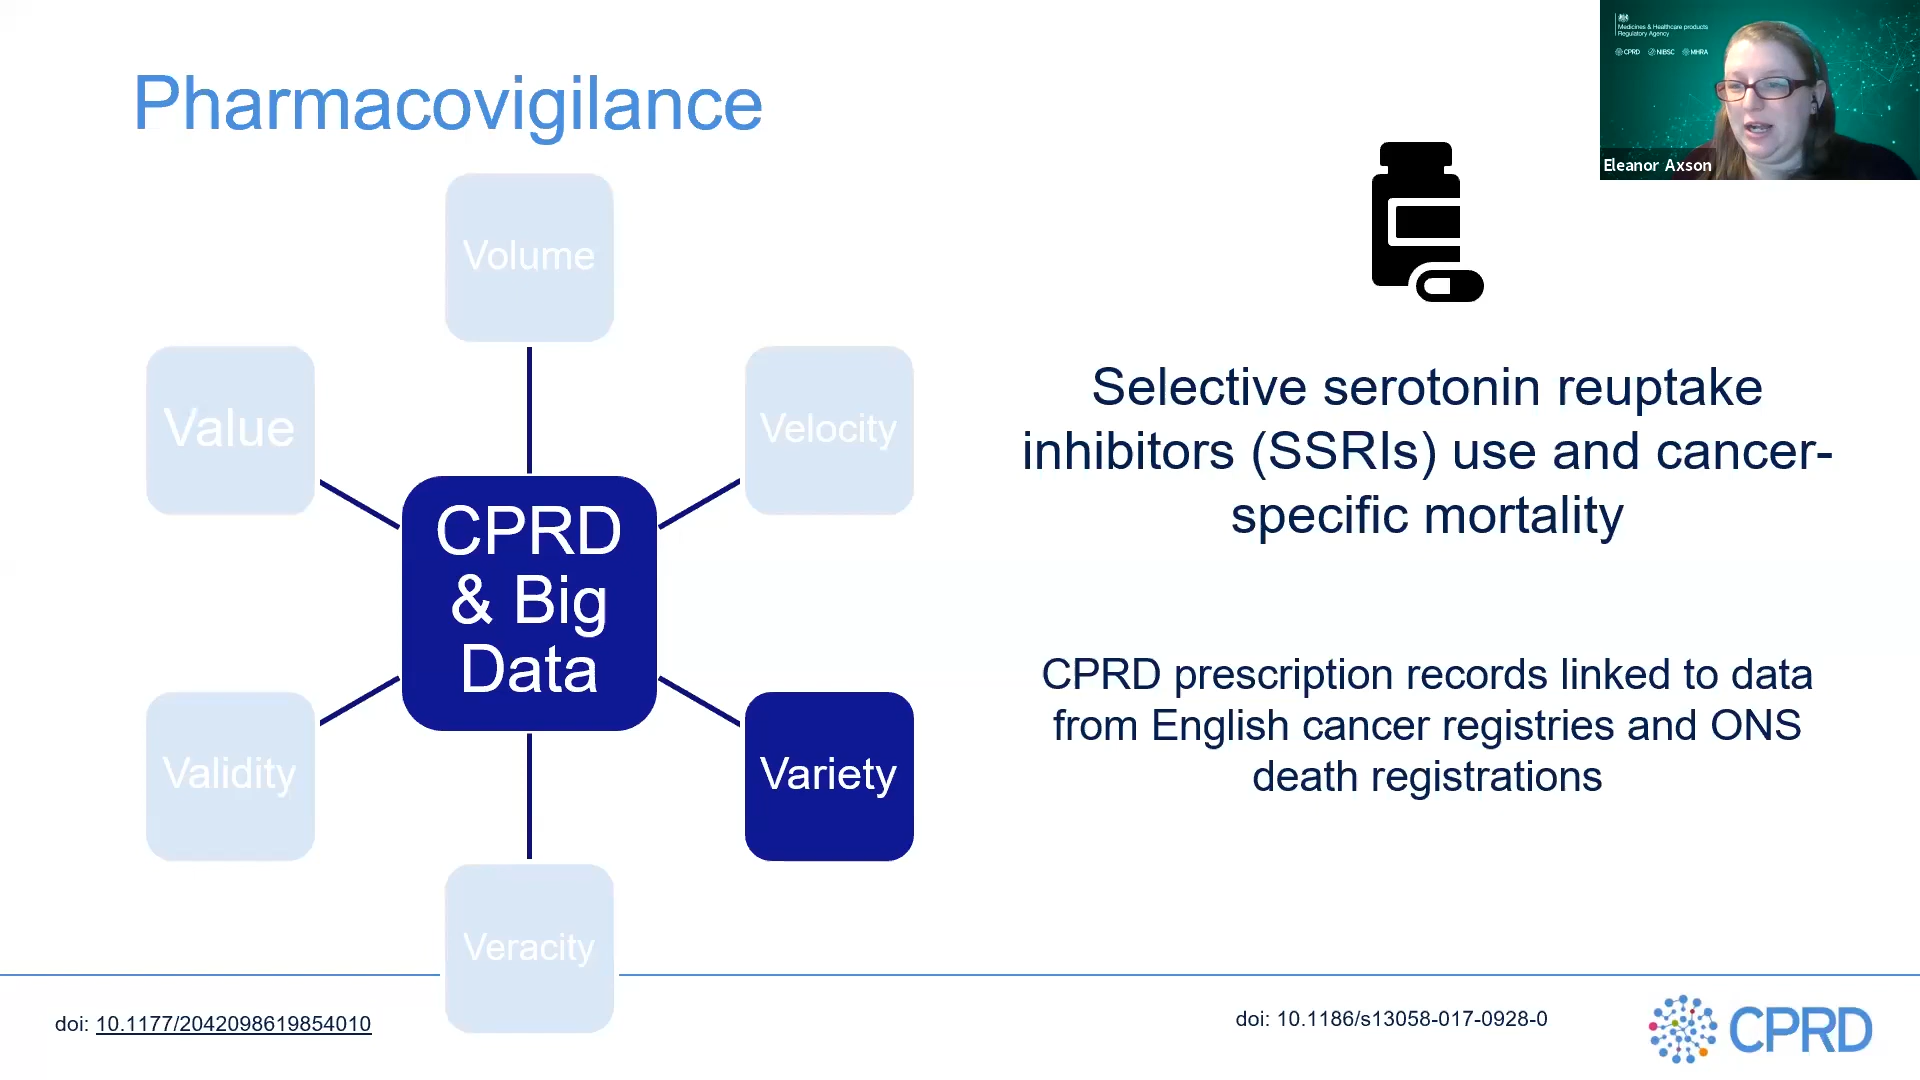 Pharmacovigilance
Volume
Value
Velocity
CPRD
& Big
Data
Validity
Variety
Veracity
Selective serotonin reuptake
inhibitors (SSRIs) use and cancer-
specific mortality
CPRD prescription records linked to data
from English cancer registries and ONS
death registrations
doi: 10.1177/2042098619854010
doi: 10.1186/s13058-017-0928-0
CPRD
Medicines & Healthcare products
Regulatory Agency
CPRD NIBSC MHRA
Eleanor Axson